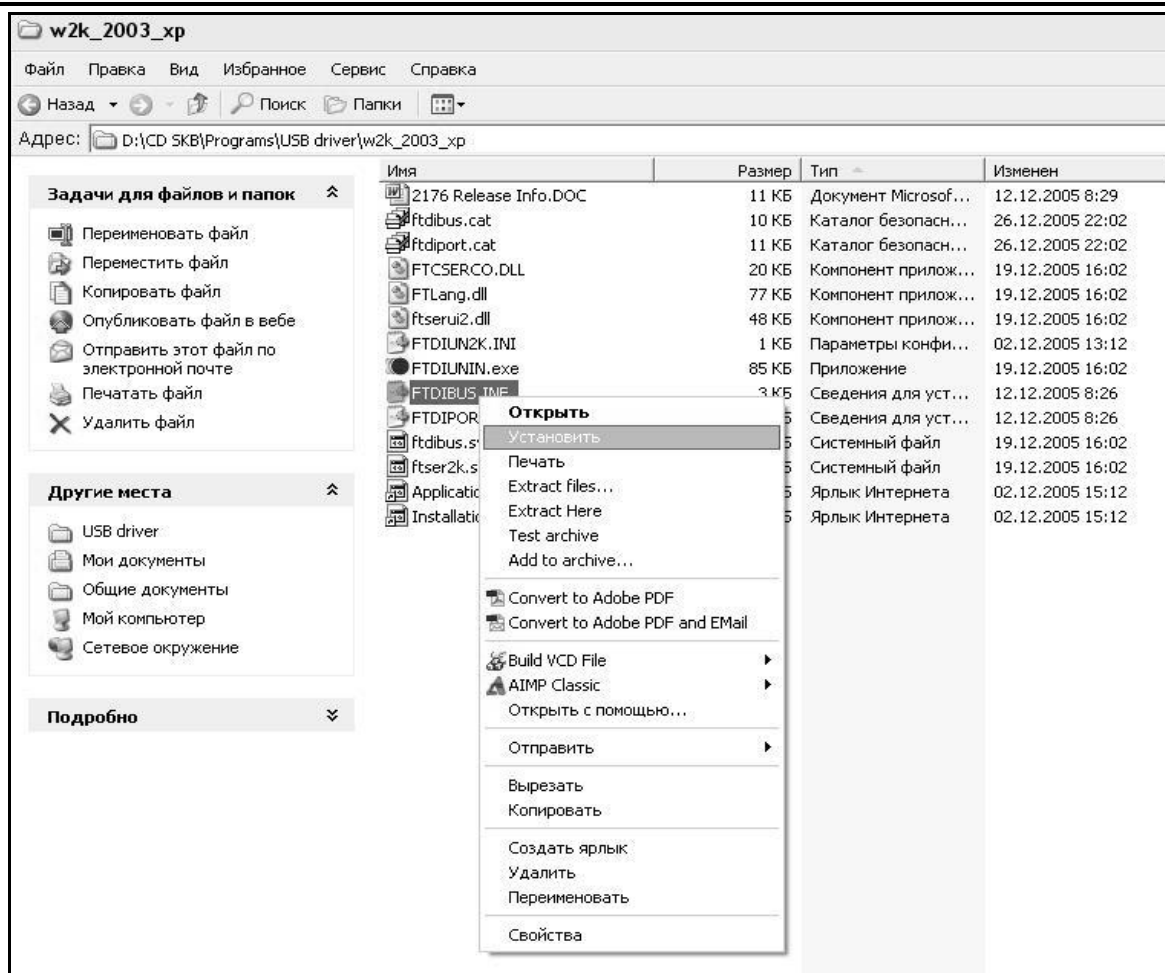 w2k_2003_xp
Файл Правка Вид Избранное Сервис Справка
Назад Поиск Папки
Адрес: D:\CD SKB\Programs\USB driver\w2k_2003_xp
Задачи для файлов и папок
Переименовать файл
Переместить файл
Копировать файл
Опубликовать файл в вебе
Отправить этот файл по
электронной почте
Печатать файл
Удалить файл
Другие места
USB driver
Мои документы
Общие документы
Мой компьютер
Сетевое окружение
Подробно
Имя Размер Тип Изменен
2176 Release Info.DOC 11 КБ Документ Microsof... 12.12.2005 8:29
ftdibus.cat 10 КБ Каталог безопасн... 26.12.2005 22:02
ftdiport.cat 11 КБ Каталог безопасн... 26.12.2005 22:02
FTCSERCO.DLL 20 КБ Компонент прилож... 19.12.2005 16:02
FTLang.dll 77 КБ Компонент прилож... 19.12.2005 16:02
ftserui2.dll 48 КБ Компонент прилож... 19.12.2005 16:02
FTDIUN2K.INI 1 КБ Параметры конфи... 02.12.2005 13:12
FTDIUNIN.exe 85 КБ Приложение 19.12.2005 16:02
FTDIBUS.INF 3 КБ Сведения для уст... 12.12.2005 8:26
FTDIPOR Б Сведения для уст... 12.12.2005 8:26
ftdibus.s Б Системный файл 19.12.2005 16:02
ftser2k.s Б Системный файл 19.12.2005 16:02
Applicatio Б Ярлык Интернета 02.12.2005 15:12
Installatio Б Ярлык Интернета 02.12.2005 15:12
Открыть
Установить
Печать
Extract files...
Extract Here
Test archive
Add to archive...
Convert to Adobe PDF
Convert to Adobe PDF and EMail
Build VCD File
AIMP Classic
Открыть с помощью...
Отправить
Вырезать
Копировать
Создать ярлык
Удалить
Переименовать
Свойства